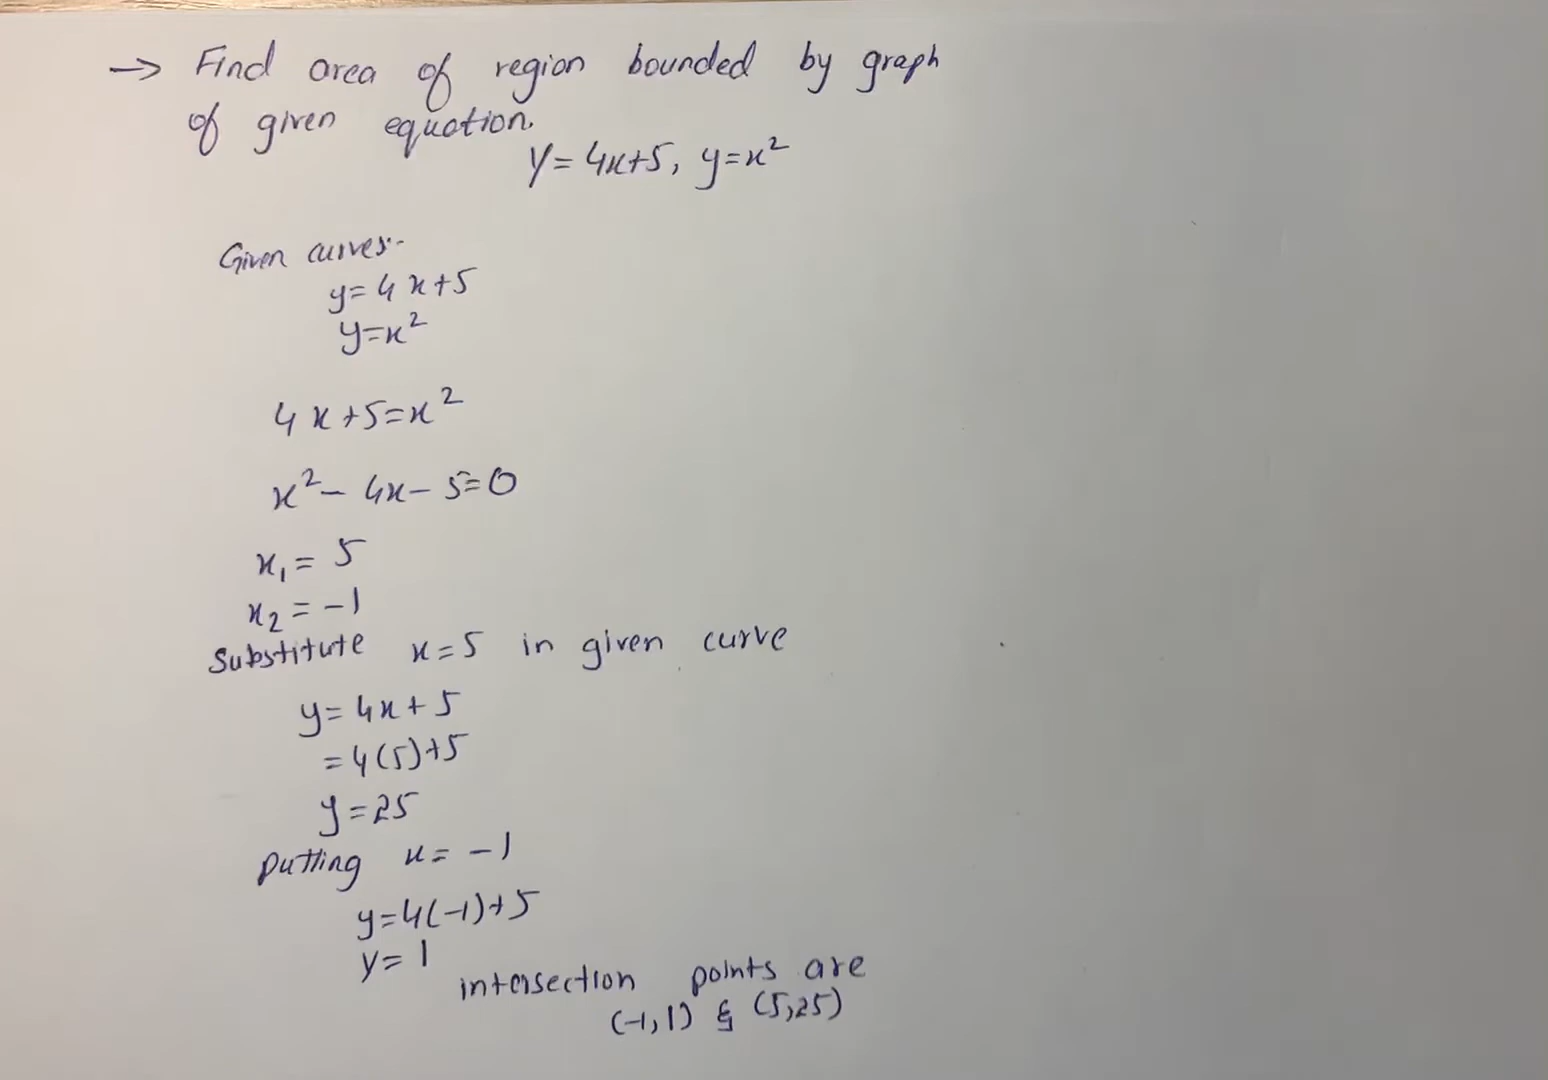 → Find area of region bounded by graph
of given equation.
y = 4x+5, y=x²
Given curves:-
y= 4x+5
y=x²
4x+5=x²
x²- 4x- 5=0
x₁ = 5
x₂ = -1
Substitute x=5 in given curve
y= 4x+5
= 4(5)+5
y=25
putting x= -1
y=4(-1)+5
y= 1
intersection points are
(-1,1) & (5,25)